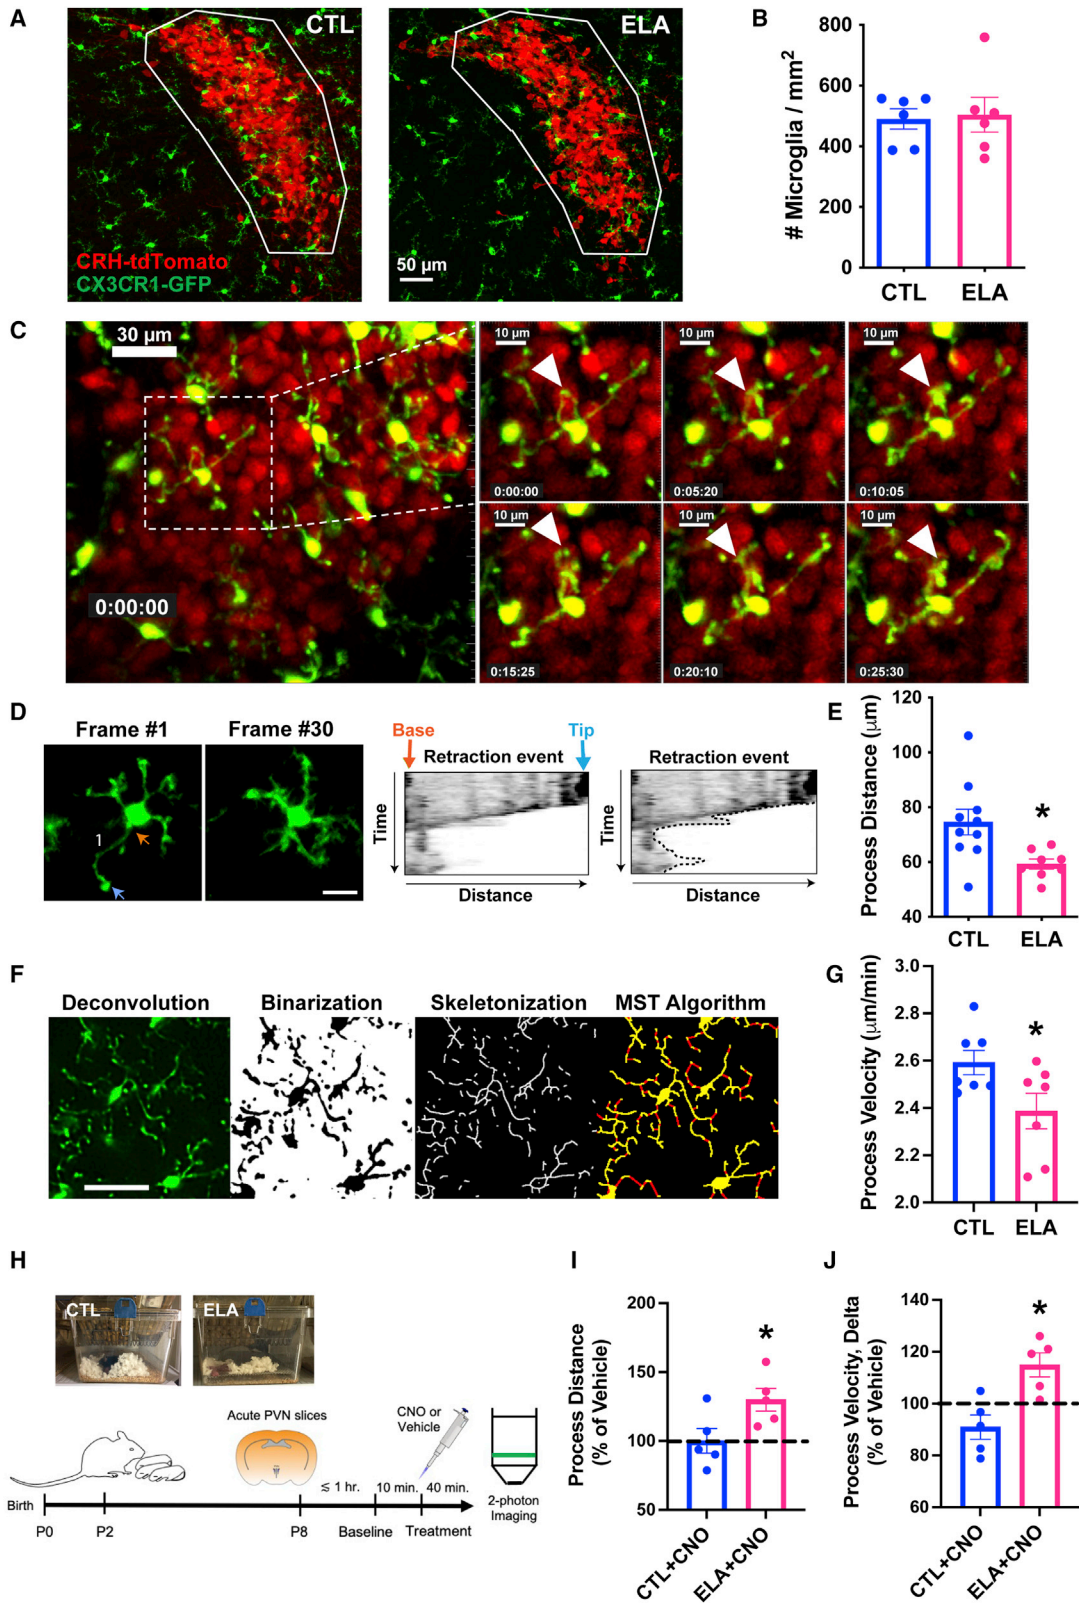 A
CTL
CRH-tdTomato
CX3CR1-GFP
ELA
50 µm
B
# Microglia / mm2
800
600
400
200
0
CTL
ELA
C
30 µm
0:00:00
10 µm
0:00:00
10 µm
0:05:20
10 µm
0:10:05
10 µm
0:15:25
10 µm
0:20:10
10 µm
0:25:30
D
Frame #1
Frame #30
1
Base
Tip
Retraction event
Time
Distance
Retraction event
Time
Distance
E
Process Distance (µm)
120
100
80
60
40
*
CTL
ELA
F
Deconvolution
Binarization
Skeletonization
MST Algorithm
G
Process Velocity (µm/min)
3.0
2.8
2.6
2.4
2.2
2.0
*
CTL
ELA
H
CTL
ELA
Acute PVN slices
CNO or
Vehicle
≤ 1 hr.
10 min.
40 min.
2-photon
Imaging
Birth
P0
P2
P8
Baseline
Treatment
I
Process Distance
(% of Vehicle)
200
150
100
50
*
CTL+CNO
ELA+CNO
J
Process Velocity, Delta
(% of Vehicle)
140
120
100
80
60
*
CTL+CNO
ELA+CNO